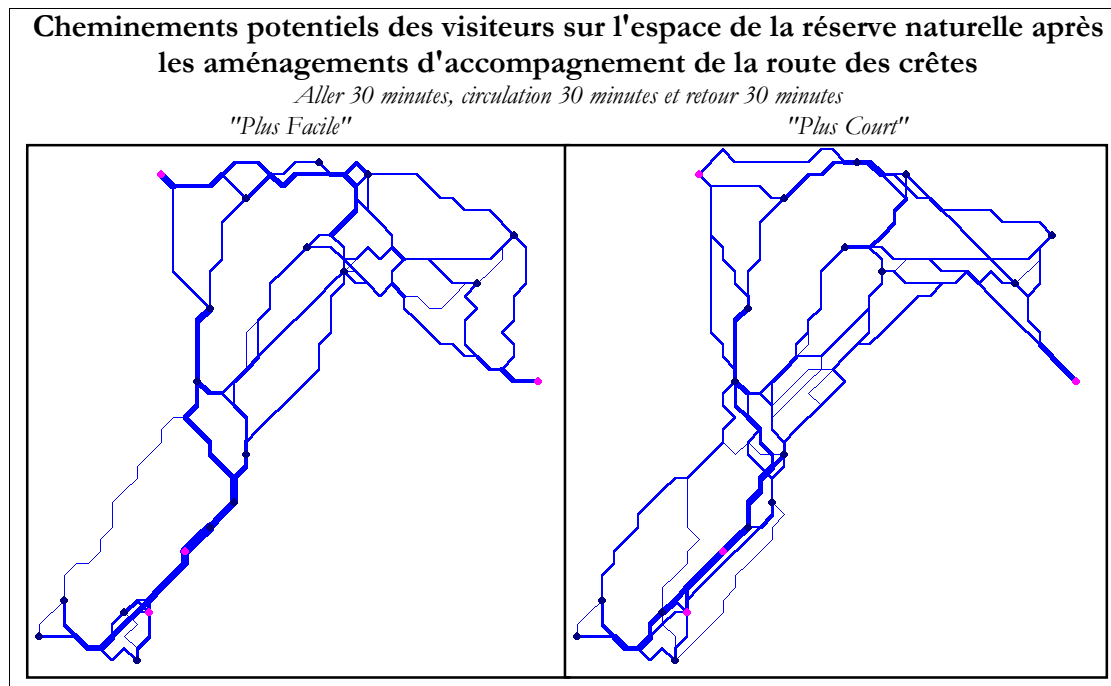 Cheminements potentiels des visiteurs sur l'espace de la réserve naturelle après
les aménagements d'accompagnement de la route des crêtes
Aller 30 minutes, circulation 30 minutes et retour 30 minutes
"Plus Facile"
"Plus Court"